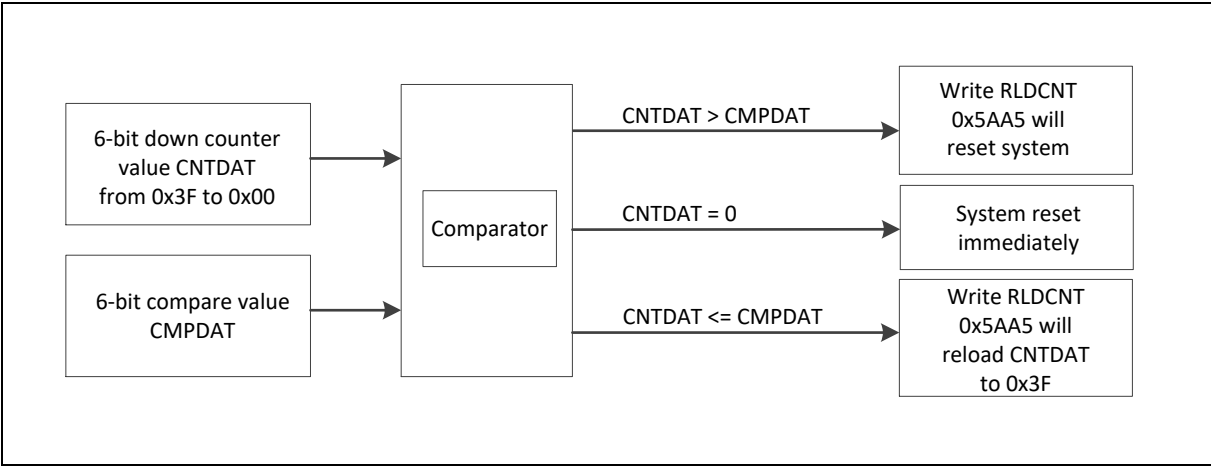 6-bit down counter
value CNTDAT
from 0x3F to 0x00
6-bit compare value
CMPDAT
Comparator
CNTDAT > CMPDAT
CNTDAT = 0
CNTDAT <= CMPDAT
Write RLDCNT
0x5AA5 will
reset system
System reset
immediately
Write RLDCNT
0x5AA5 will
reload CNTDAT
to 0x3F